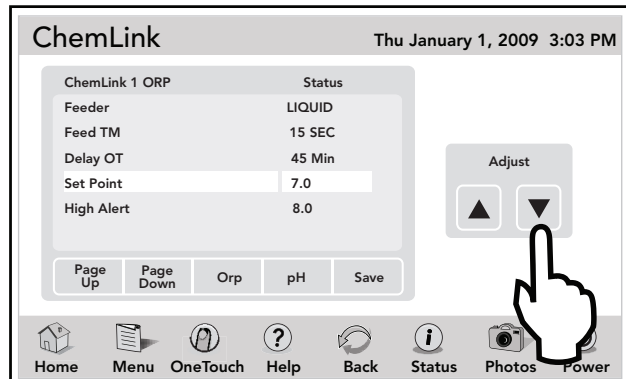 ChemLink Thu January 1, 2009 3:03 PM
ChemLink 1 ORP Status
Feeder LIQUID
Feed TM 15 SEC
Delay OT 45 Min
Set Point 7.0
High Alert 8.0
Adjust
Page Up Page Down Orp pH Save
Home Menu OneTouch Help Back Status Photos Power